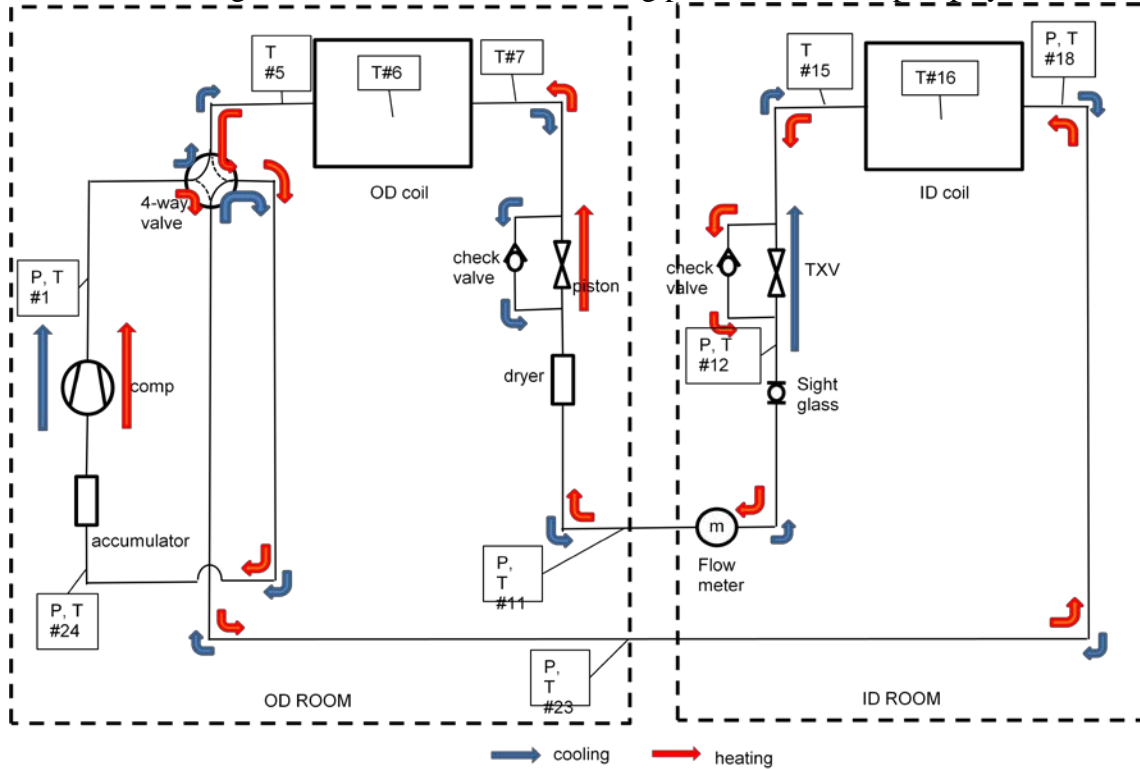 T
#5
T#6
T#7
OD coil
4-way
valve
P, T
#1
comp
accumulator
P, T
#24
check
valve
piston
dryer
P,
T
#11
P,
T
#23
OD ROOM
T
#15
T#16
P, T
#18
ID coil
check
valve
TXV
P, T
#12
Sight
glass
m
Flow
meter
ID ROOM
cooling
heating